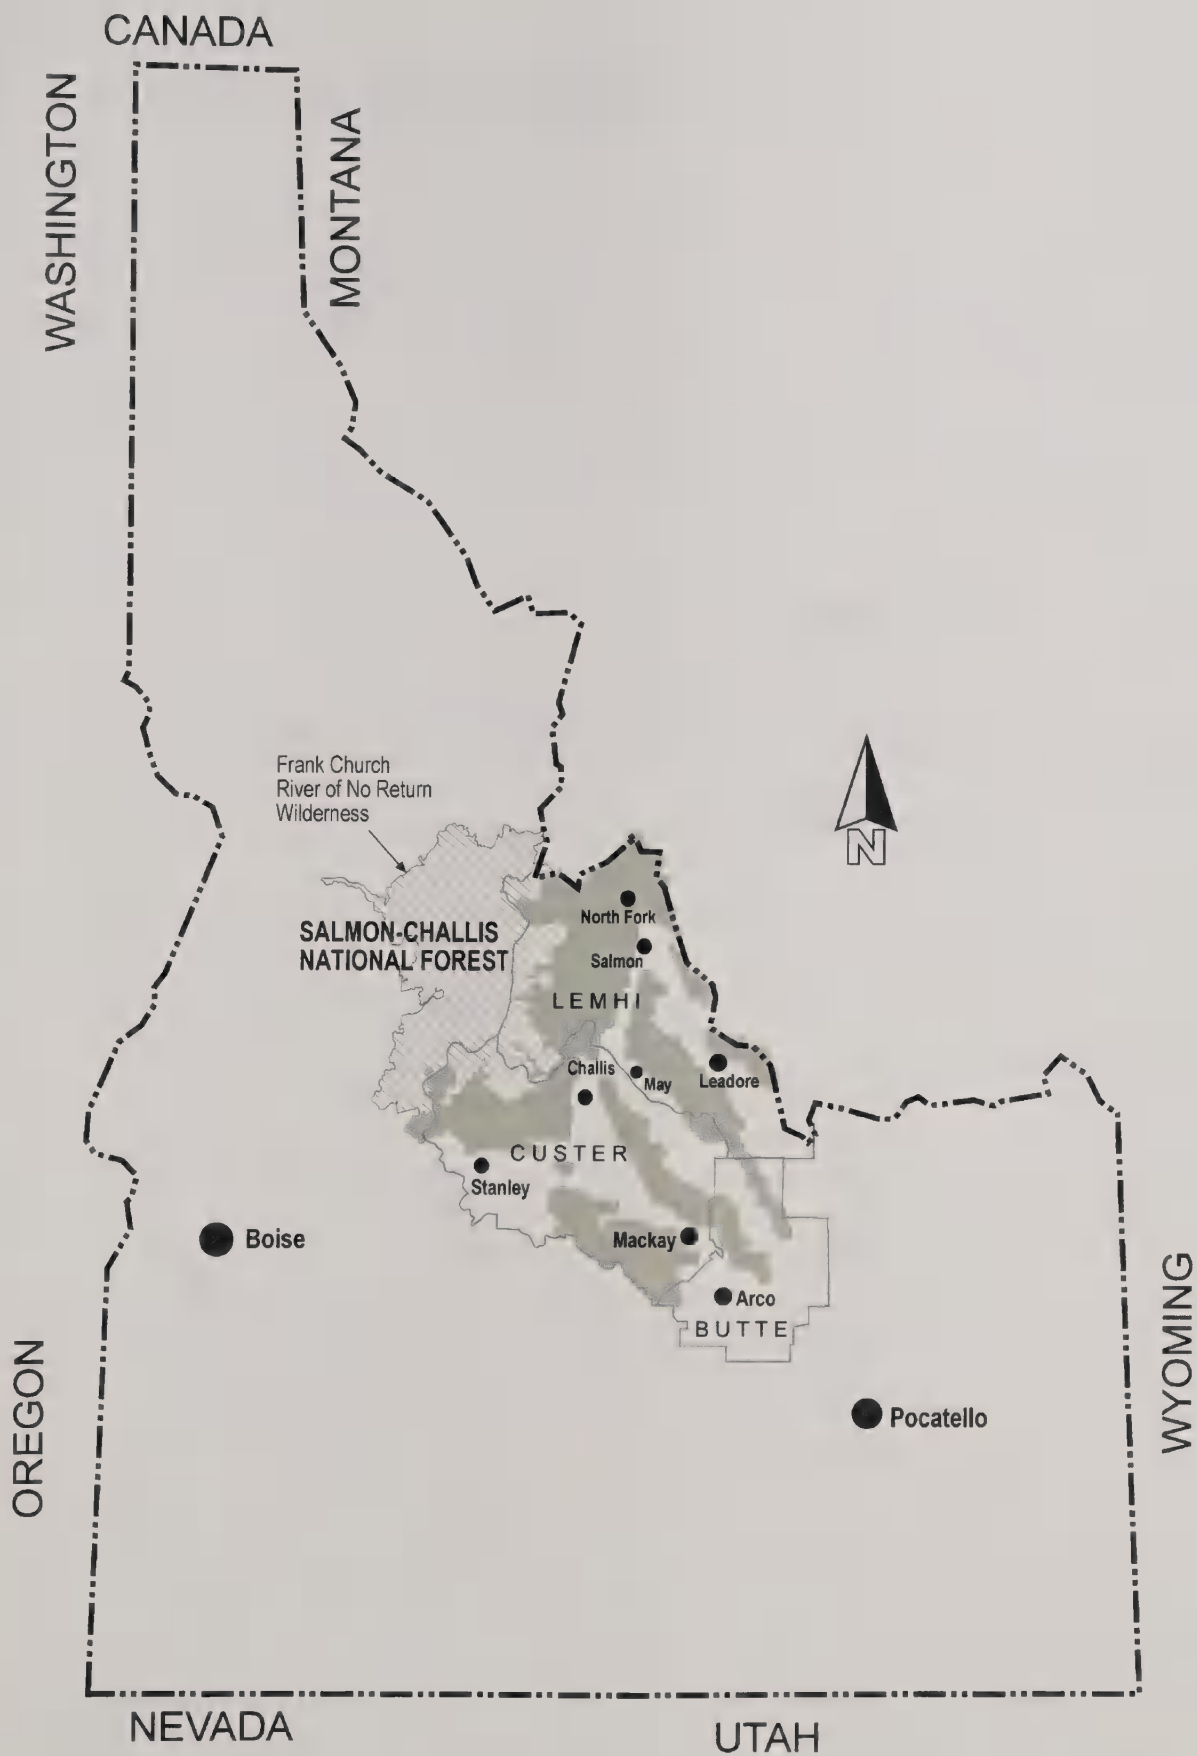 CANADA
WASHINGTON
MONTANA
Frank Church
River of No Return
Wilderness
N
SALMON-CHALLIS
NATIONAL FOREST
North Fork
Salmon
LEMHI
Challis
May
Leadore
CUSTER
Stanley
Boise
Mackay
Arco
BUTTE
Pocatello
OREGON
WYOMING
NEVADA
UTAH